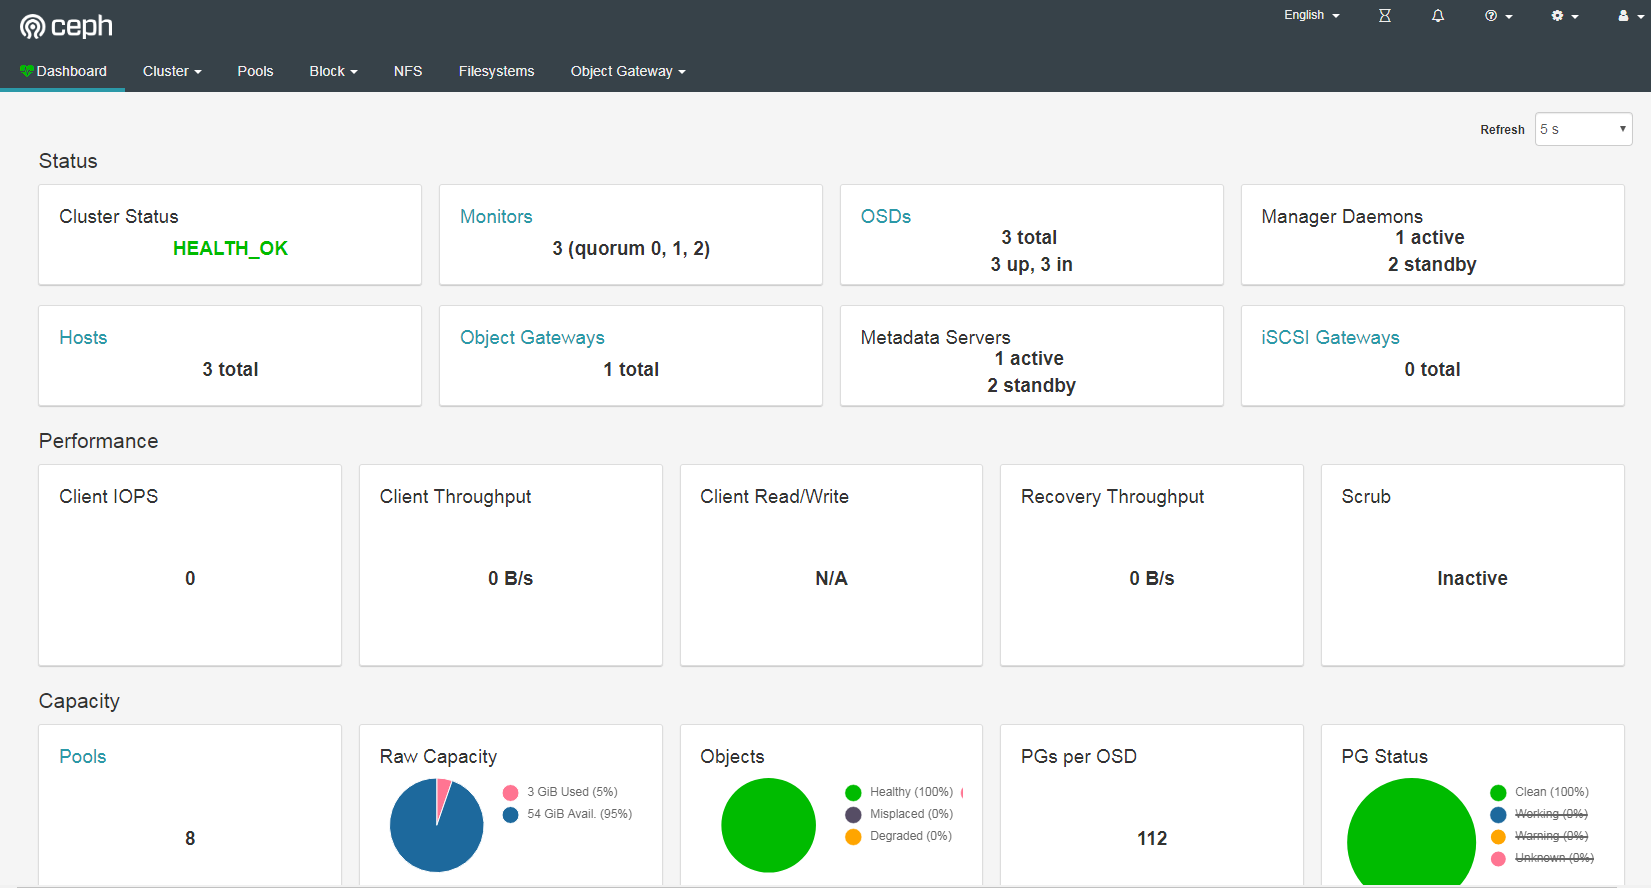 ceph
English
Dashboard Cluster Pools Block NFS Filesystems Object Gateway
Refresh 5 s
Status
Cluster Status
HEALTH_OK
Monitors
3 (quorum 0, 1, 2)
OSDs
3 total
3 up, 3 in
Manager Daemons
1 active
2 standby
Hosts
3 total
Object Gateways
1 total
Metadata Servers
1 active
2 standby
iSCSI Gateways
0 total
Performance
Client IOPS
0
Client Throughput
0 B/s
Client Read/Write
N/A
Recovery Throughput
0 B/s
Scrub
Inactive
Capacity
Pools
8
Raw Capacity
3 GiB Used (5%)
54 GiB Avail. (95%)
Objects
Healthy (100%)
Misplaced (0%)
Degraded (0%)
PGs per OSD
112
PG Status
Clean (100%)
Working (0%)
Warning (0%)
Unknown (0%)